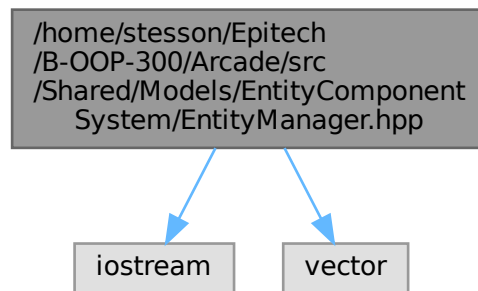 /home/stesson/Epitech
/B-OOP-300/Arcade/src
/Shared/Models/EntityComponent
System/EntityManager.hpp
iostream
vector